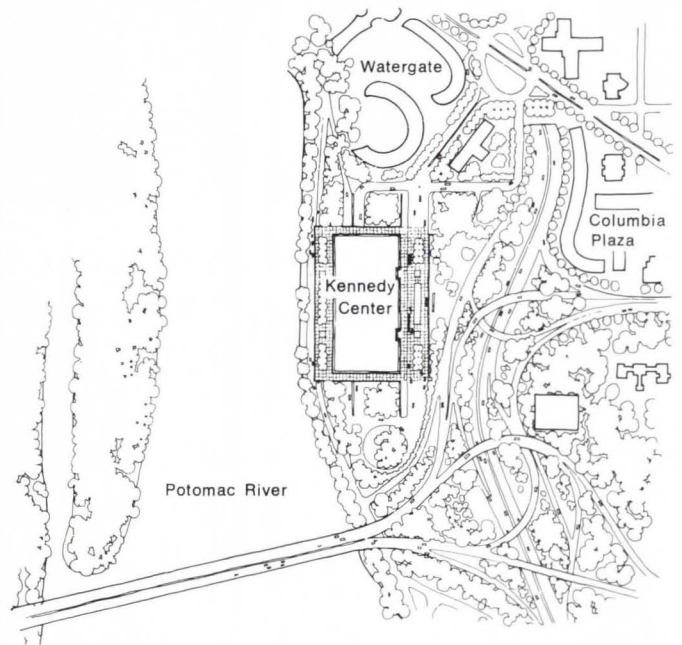 Watergate
Columbia
Plaza
Kennedy
Center
Potomac River